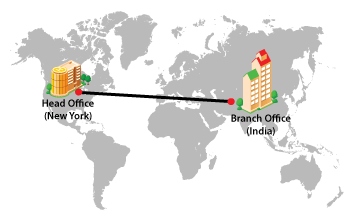 Head Office
(New York)
Branch Office
(India)